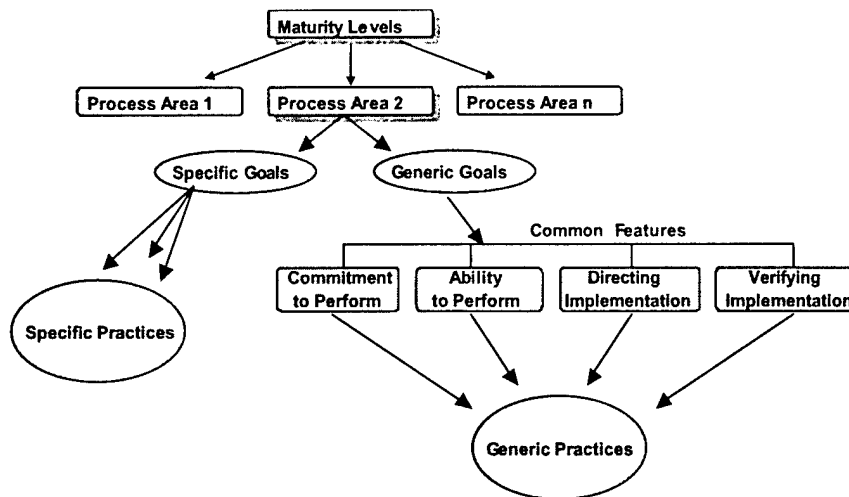 Maturity Levels
Process Area 1
Process Area 2
Process Area n
Specific Goals
Generic Goals
Common Features
Commitment
to Perform
Ability
to Perform
Directing
Implementation
Verifying
Implementation
Specific Practices
Generic Practices